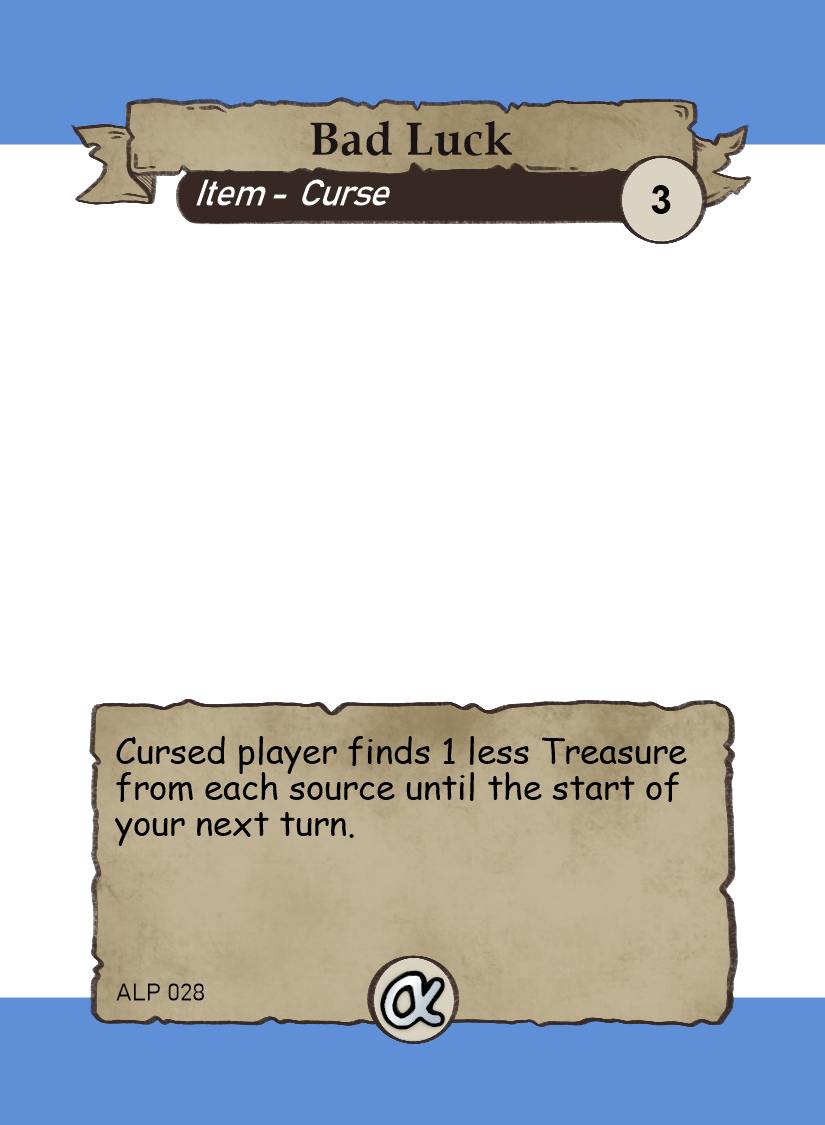 Bad Luck
Item - Curse
3
Cursed player finds 1 less Treasure
from each source until the start of
your next turn.
ALP 028
α